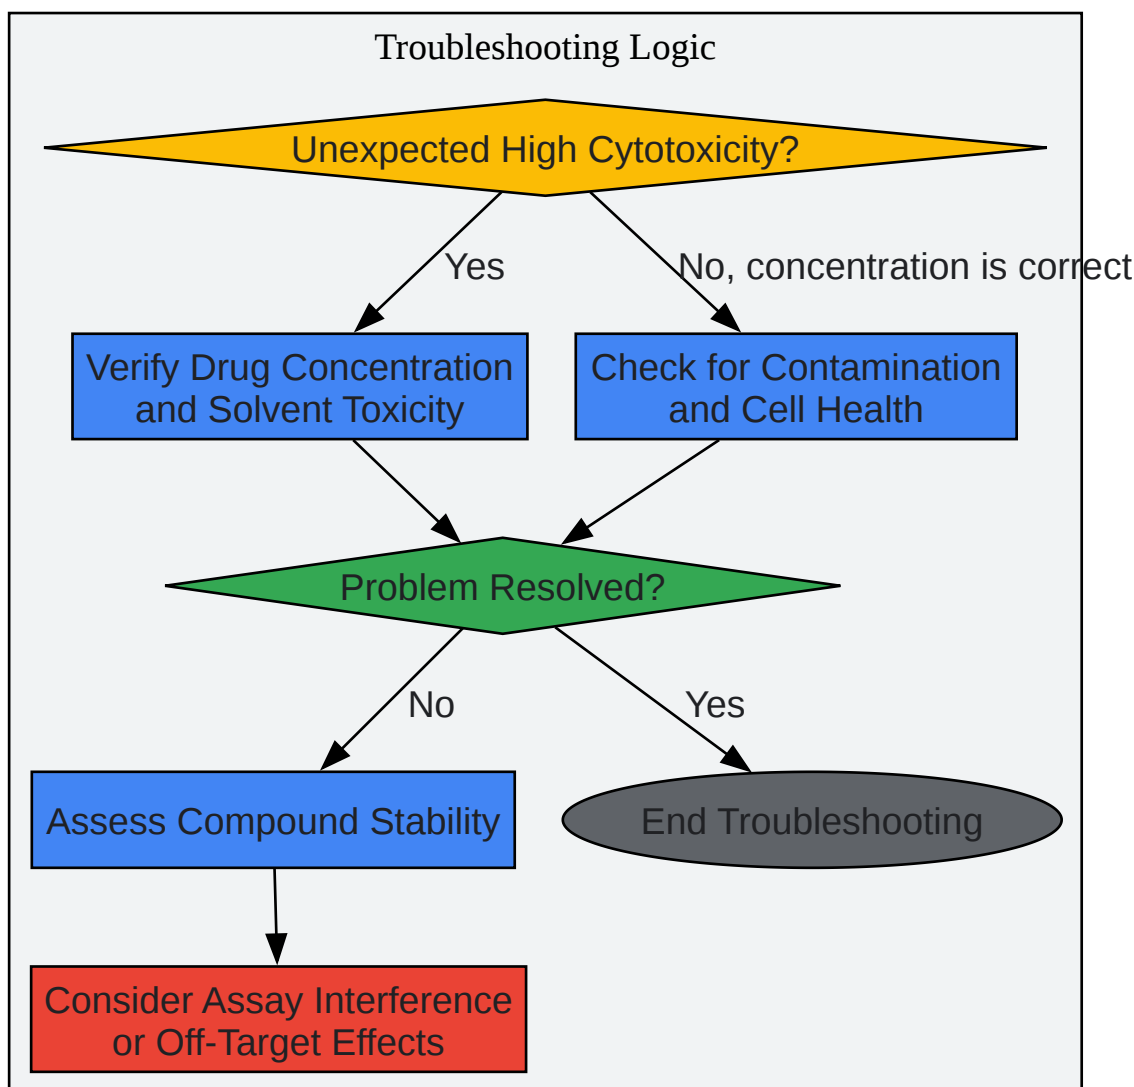 Troubleshooting Logic
Unexpected High Cytotoxicity?
Yes
No, concentration is correct
Verify Drug Concentration
and Solvent Toxicity
Check for Contamination
and Cell Health
Problem Resolved?
No
Yes
Assess Compound Stability
End Troubleshooting
Consider Assay Interference
or Off-Target Effects